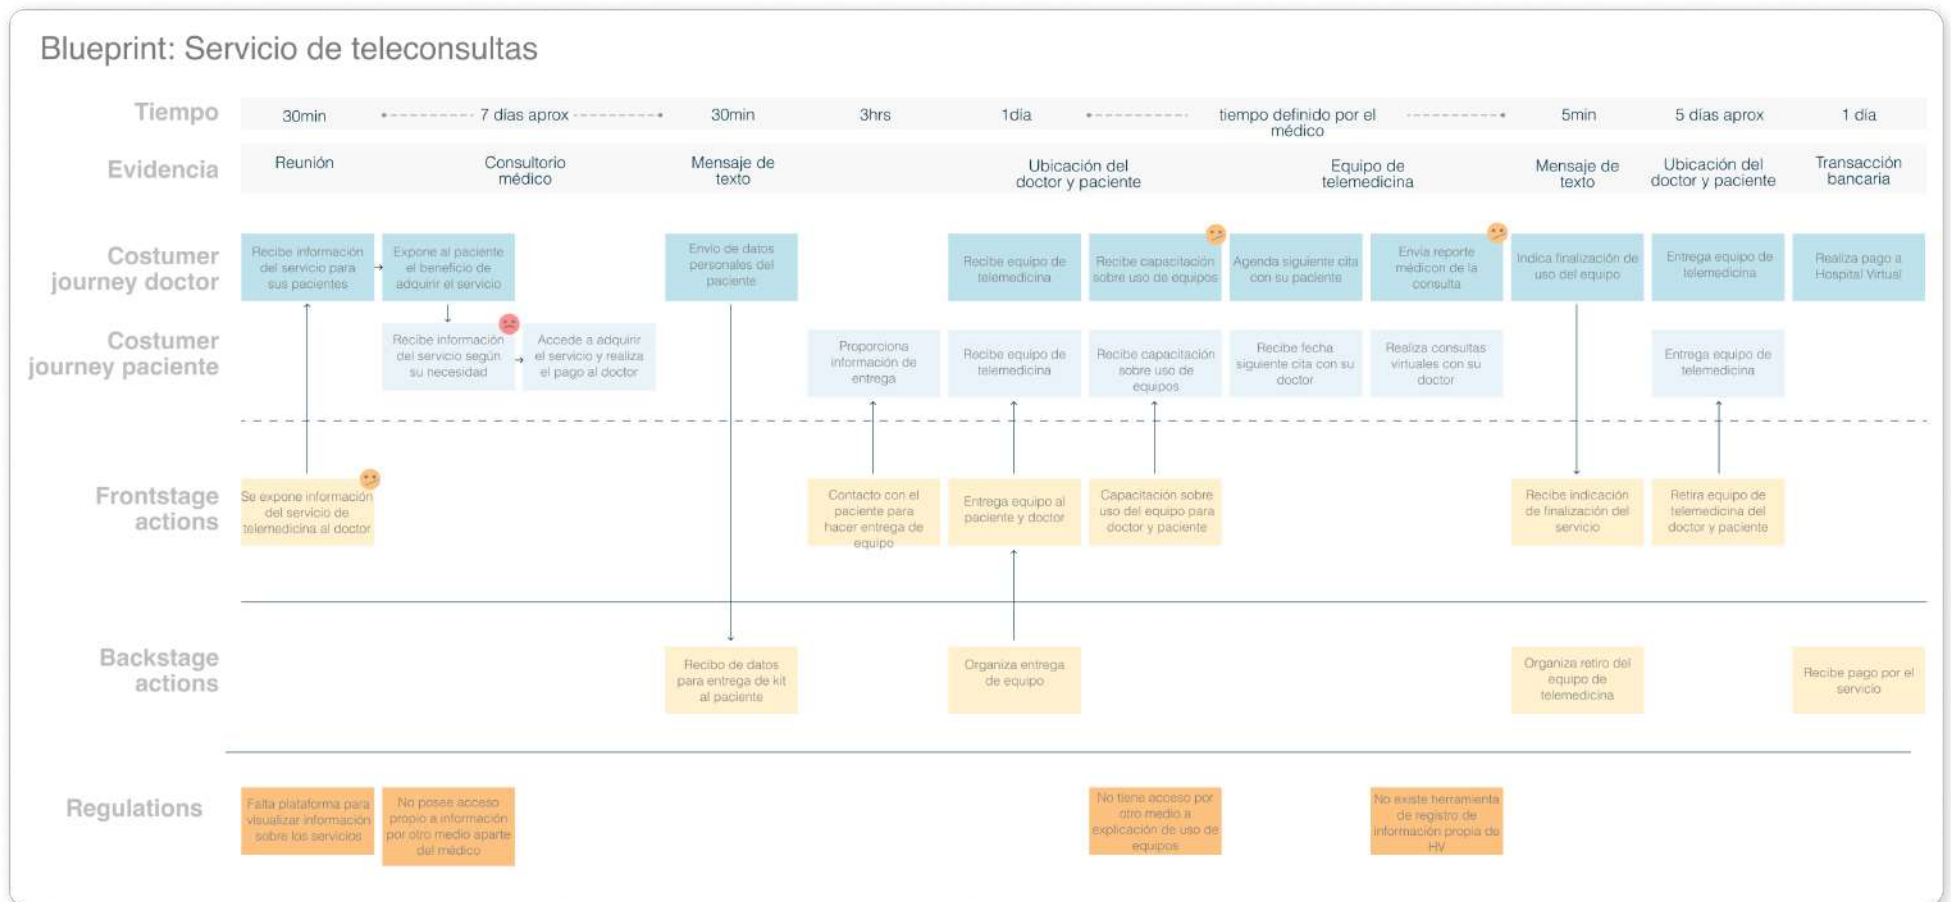 Blueprint: Servicio de teleconsultas
Tiempo
30min
7 días aprox
30min
3hrs
1día
tiempo definido por el
médico
5min
5 días aprox
1 día
Evidencia
Reunión
Consultorio
médico
Mensaje de
texto
Ubicación del
doctor y paciente
Equipo de
telemedicina
Mensaje de
texto
Ubicación del
doctor y paciente
Transacción
bancaria
Costumer
journey doctor
Recibe información
del servicio para
sus pacientes
Expone al paciente
el beneficio de
adquirir el servicio
Envio de datos
personales del
paciente
Recibe equipo de
telemedicina
Recibe capacitación
sobre uso de equipos
Agenda siguiente cita
con su paciente
Envía reporte
médicon de la
consulta
Indica finalización de
uso del equipo
Entrega equipo de
telemedicina
Realiza pago a
Hospital Virtual
Costumer
journey paciente
Recibe información
del servicio según
su necesidad
Accede a adquirir
el servicio y realiza
el pago al doctor
Proporciona
información de
entrega
Recibe equipo de
telemedicina
Recibe capacitación
sobre uso de
equipos
Recibe fecha
siguiente cita con su
doctor
Realiza consultas
virtuales con su
doctor
Entrega equipo de
telemedicina
Frontstage
actions
Se expone información
del servicio de
telemedicina al doctor
Contacto con el
paciente para
hacer entrega de
equipo
Entrega equipo al
paciente y doctor
Capacitación sobre
uso del equipo para
doctor y paciente
Recibe indicación
de finalización del
servicio
Retira equipo de
telemedicina del
doctor y paciente
Backstage
actions
Recibo de datos
para entrega de kit
al paciente
Organiza entrega
de equipo
Organiza retiro del
equipo de
telemedicina
Recibe pago por el
servicio
Regulations
Falta plataforma para
visualizar información
sobre los servicios
No posee acceso
propio a información
por otro medio aparte
del médico
No tiene acceso por
otro medio a
explicación de uso de
equipos
No existe herramienta
de registro de
información propia de
HV